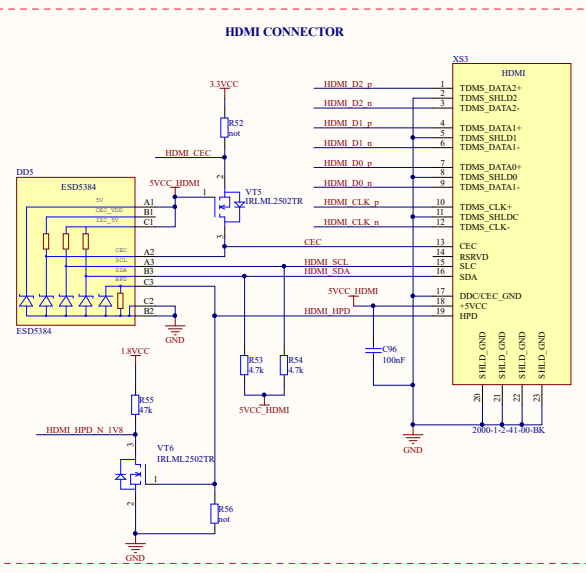 HDMI CONNECTOR
XS3
HDMI
3.3VCC
R52
not
HDMI_CEC
2
1
VT5
IRLML2502TR
3
5VCC_HDMI
DD5
ESD5384
5V
CEC_VDD
I2C_5V
CEC
SCL
SDA
HPD
A1
B1
C1
A2
A3
B3
C3
C2
B2
ESD5384
GND
HDMI_D2_p
HDMI_D2_n
HDMI_D1_p
HDMI_D1_n
HDMI_D0_p
HDMI_D0_n
HDMI_CLK_p
HDMI_CLK_n
CEC
HDMI_SCL
HDMI_SDA
5VCC_HDMI
HDMI_HPD
1 TDMS_DATA2+
2 TDMS_SHLD2
3 TDMS_DATA2-
4 TDMS_DATA1+
5 TDMS_SHLD1
6 TDMS_DATA1-
7 TDMS_DATA0+
8 TDMS_SHLD0
9 TDMS_DATA1-
10 TDMS_CLK+
11 TDMS_SHLDC
12 TDMS_CLK-
13 CEC
14 RSRVD
15 SLC
16 SDA
17 DDC/CEC_GND
18 +5VCC
19 HPD
SHLD_GND
SHLD_GND
SHLD_GND
SHLD_GND
20
21
22
23
2000-1-2-41-00-BK
C96
100nF
GND
R53
4.7k
R54
4.7k
5VCC_HDMI
1.8VCC
R55
47k
HDMI_HPD_N_1V8
3
VT6
IRLML2502TR
1
2
R56
not
GND